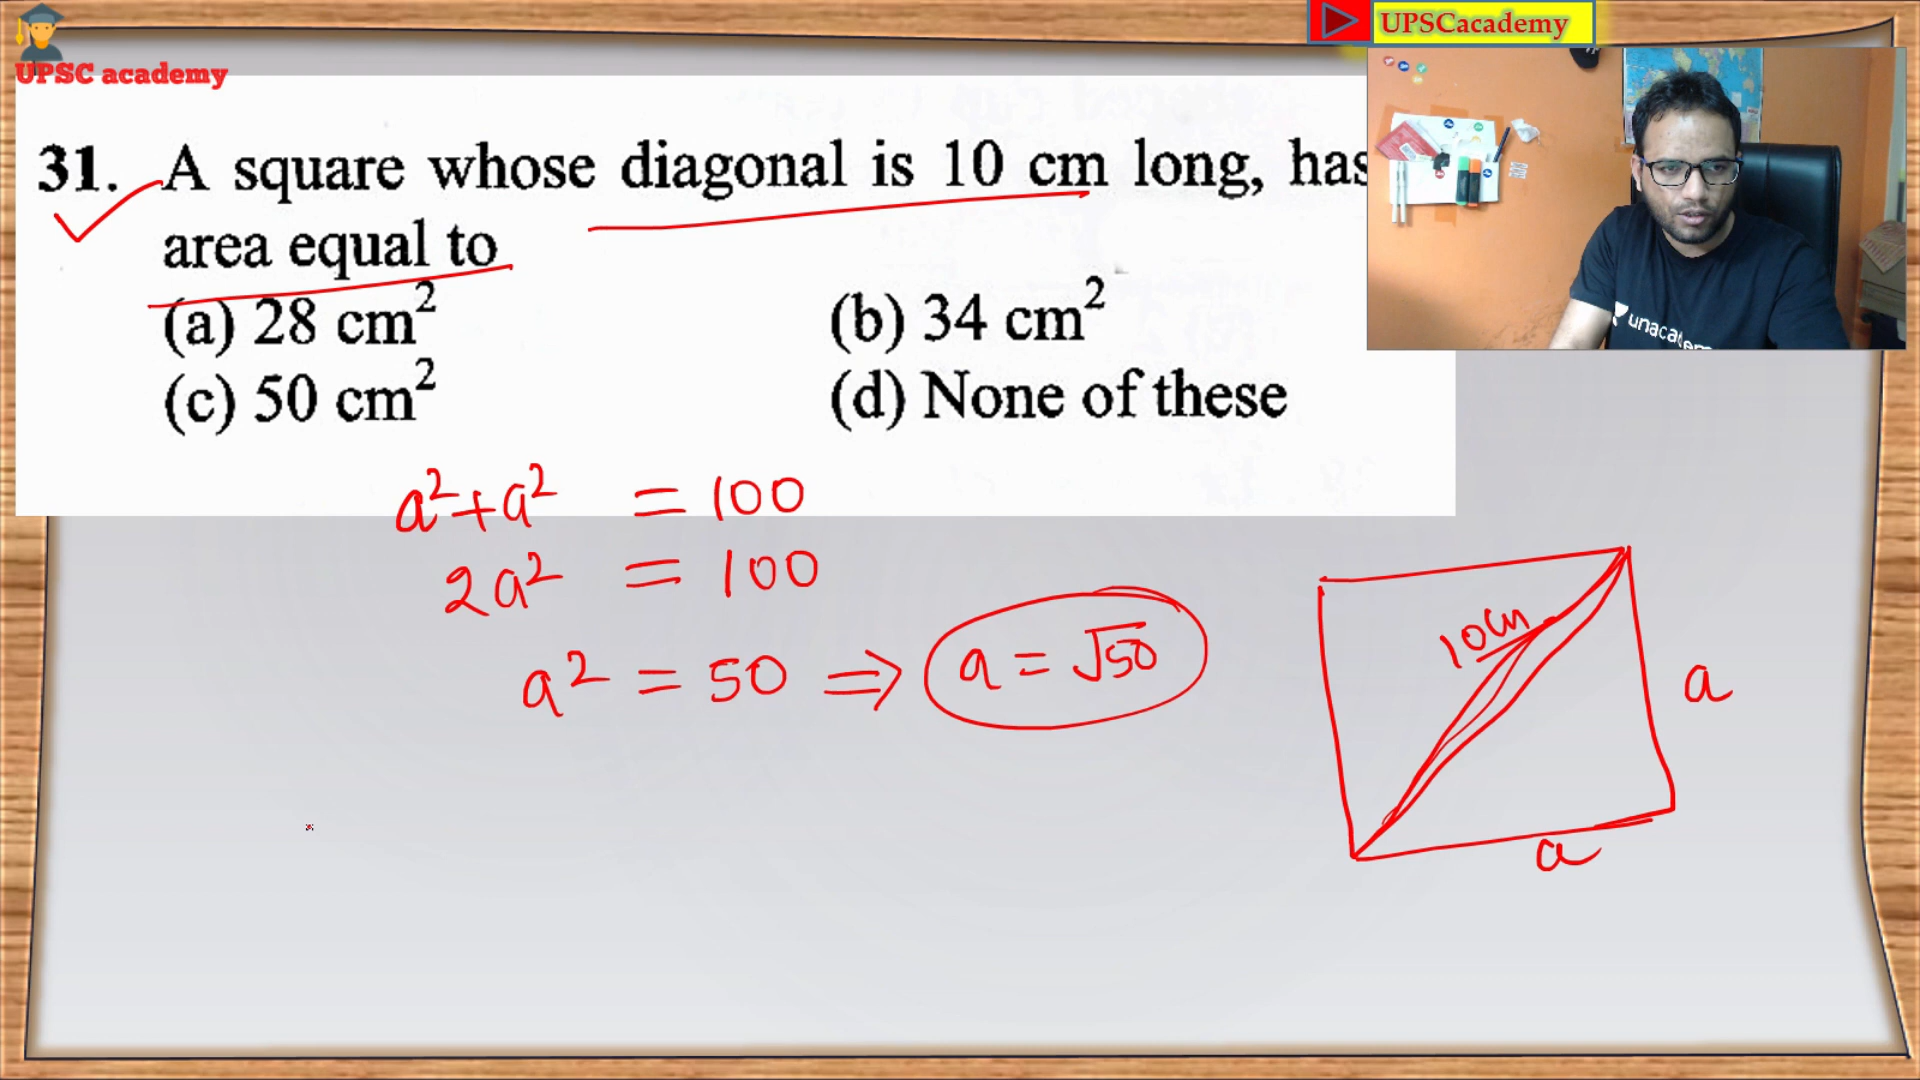 UPSC academy
UPSCacademy
31. A square whose diagonal is 10 cm long, has
area equal to
(a) 28 cm²
(b) 34 cm²
(c) 50 cm²
(d) None of these
a²+a² = 100
2a² = 100
a² = 50 ⇒ a = √50
10cm
a
a